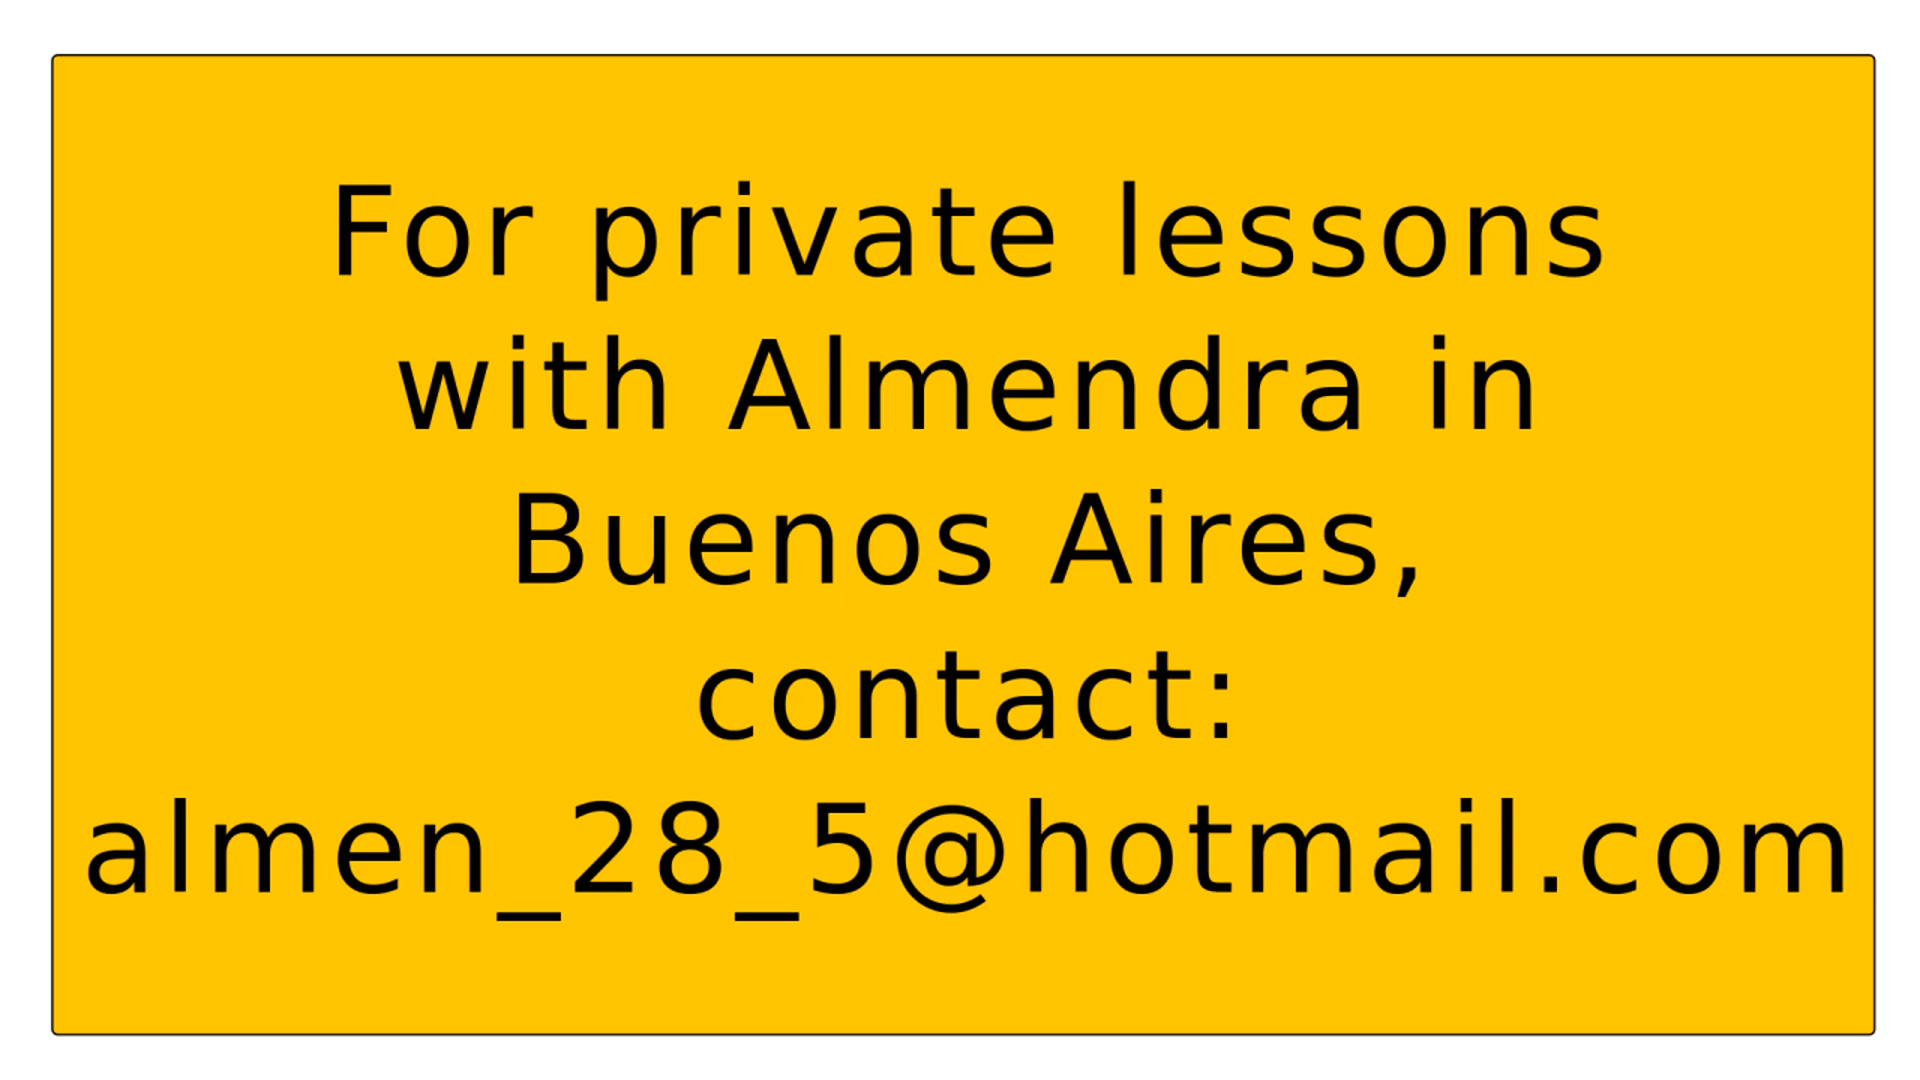 For private lessons
with Almendra in
Buenos Aires,
contact:
almen_28_5@hotmail.com